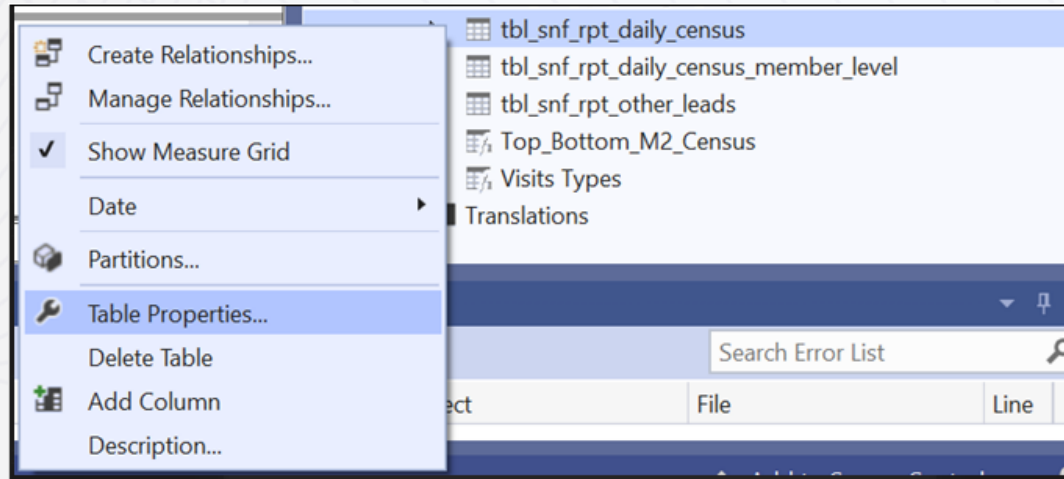 Create Relationships...
Manage Relationships...
Show Measure Grid
Date
Partitions...
Table Properties...
Delete Table
Add Column
Description...
tbl_snf_rpt_daily_census
tbl_snf_rpt_daily_census_member_level
tbl_snf_rpt_other_leads
Top_Bottom_M2_Census
Visits Types
Translations
Search Error List
ect
File
Line